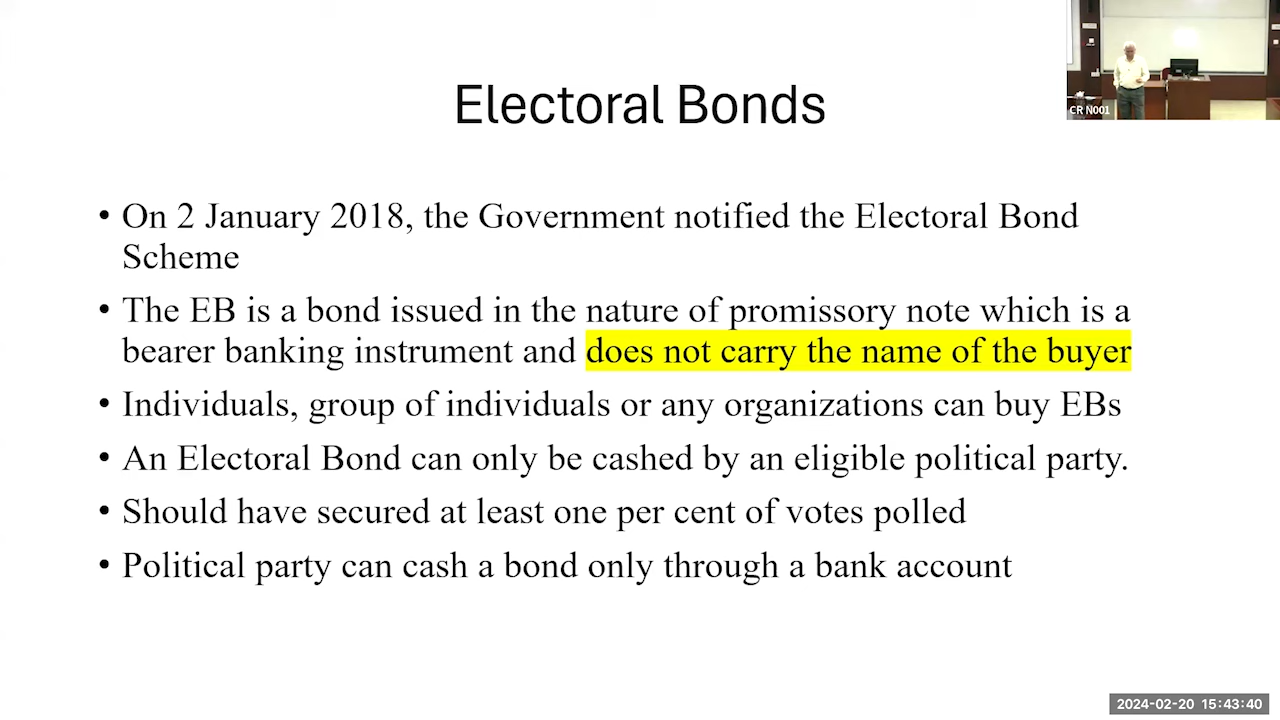 CR N001
Electoral Bonds
• On 2 January 2018, the Government notified the Electoral Bond
Scheme
• The EB is a bond issued in the nature of promissory note which is a
bearer banking instrument and does not carry the name of the buyer
• Individuals, group of individuals or any organizations can buy EBs
• An Electoral Bond can only be cashed by an eligible political party.
• Should have secured at least one per cent of votes polled
• Political party can cash a bond only through a bank account
2024-02-20 15:43:40